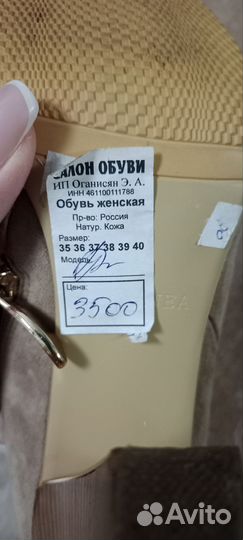 САЛОН ОБУВИ
ИП Оганисян Э. А.
ИНН 461100111786
Обувь женская
Пр-во: Россия
Натур. Кожа
Размер:
35 36 37 38 39 40
Модель:
Цена:
3500
Avito